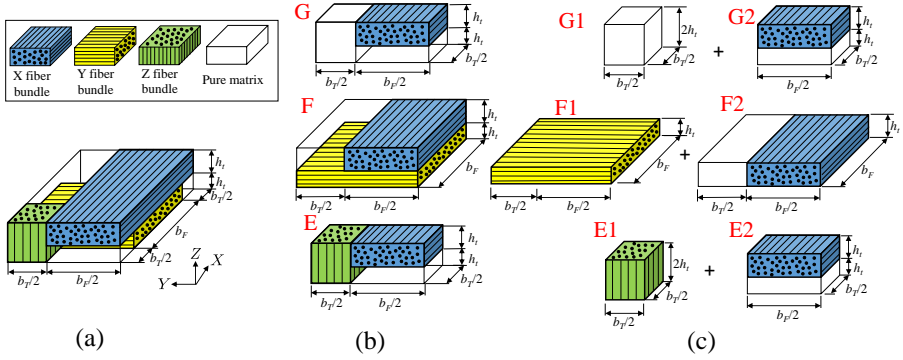 X fiber bundle
Y fiber bundle
Z fiber bundle
Pure matrix
h_t
h_t
b_T/2
b_F
b_T/2
b_T/2
b_F/2
Z
X
Y
(a)
G
h_t
h_t
b_T/2
b_T/2
b_F/2
F
h_t
h_t
b_F
b_T/2
b_F/2
E
h_t
h_t
b_T/2
b_T/2
b_F/2
(b)
G1
2h_t
b_T/2
b_T/2
+
G2
h_t
h_t
b_T/2
b_F/2
F1
h_t
b_F
b_T/2
b_F/2
+
F2
h_t
b_F
b_T/2
b_F/2
E1
2h_t
b_T/2
b_T/2
+
E2
h_t
h_t
b_T/2
b_F/2
(c)